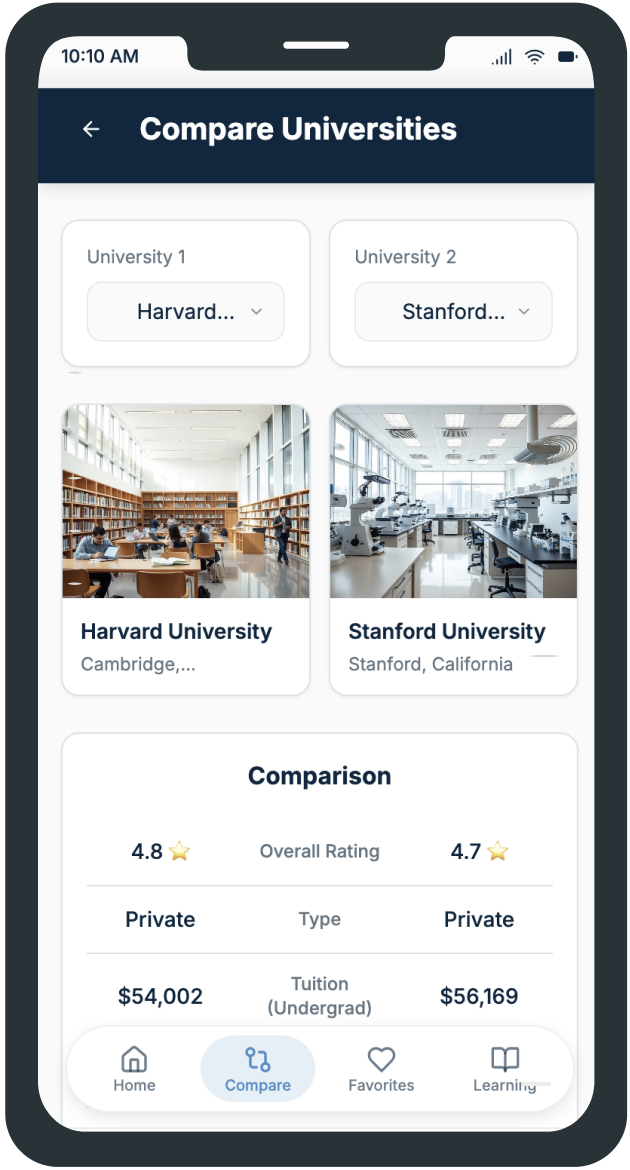 10:10 AM
Compare Universities
University 1
University 2
Harvard...
Stanford...
Harvard University
Stanford University
Cambridge,...
Stanford, California
Comparison
4.8 ⭐ Overall Rating 4.7 ⭐
Private Type Private
$54,002 Tuition (Undergrad) $56,169
Home Compare Favorites Learning